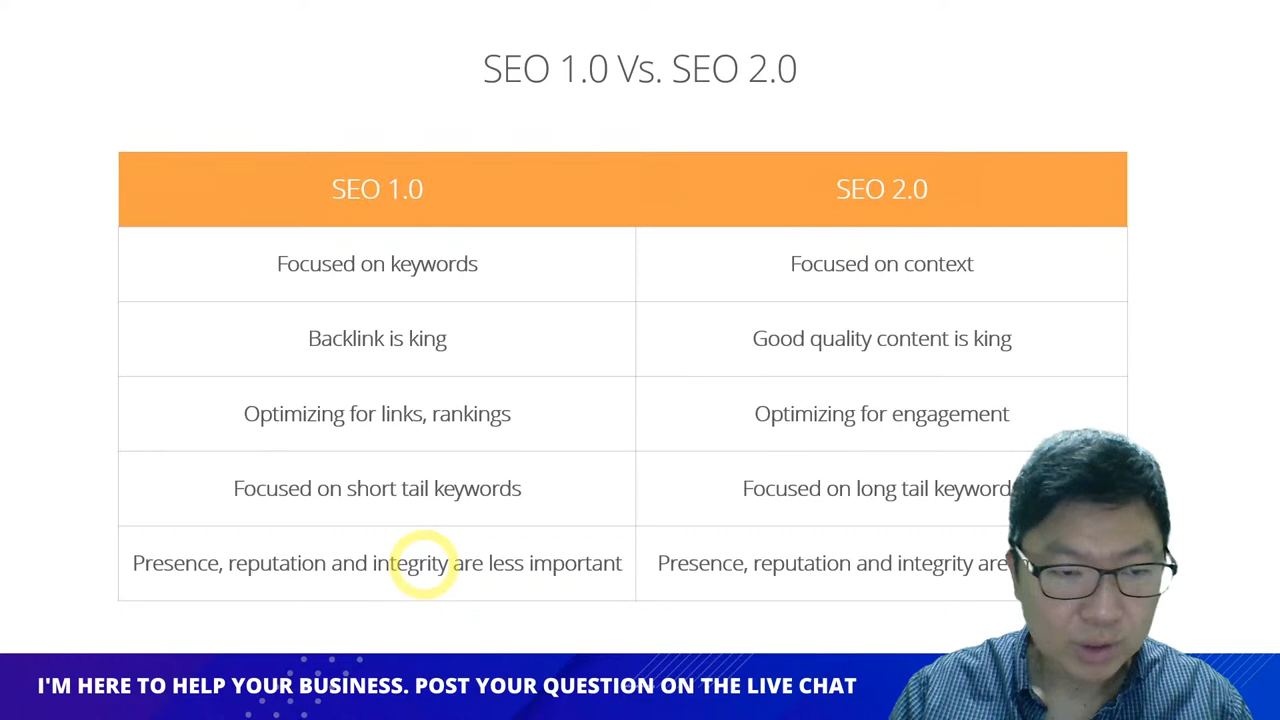 SEO 1.0 Vs. SEO 2.0
SEO 1.0 SEO 2.0
Focused on keywords Focused on context
Backlink is king Good quality content is king
Optimizing for links, rankings Optimizing for engagement
Focused on short tail keywords Focused on long tail keyword
Presence, reputation and integrity are less important Presence, reputation and integrity are
I'M HERE TO HELP YOUR BUSINESS. POST YOUR QUESTION ON THE LIVE CHAT